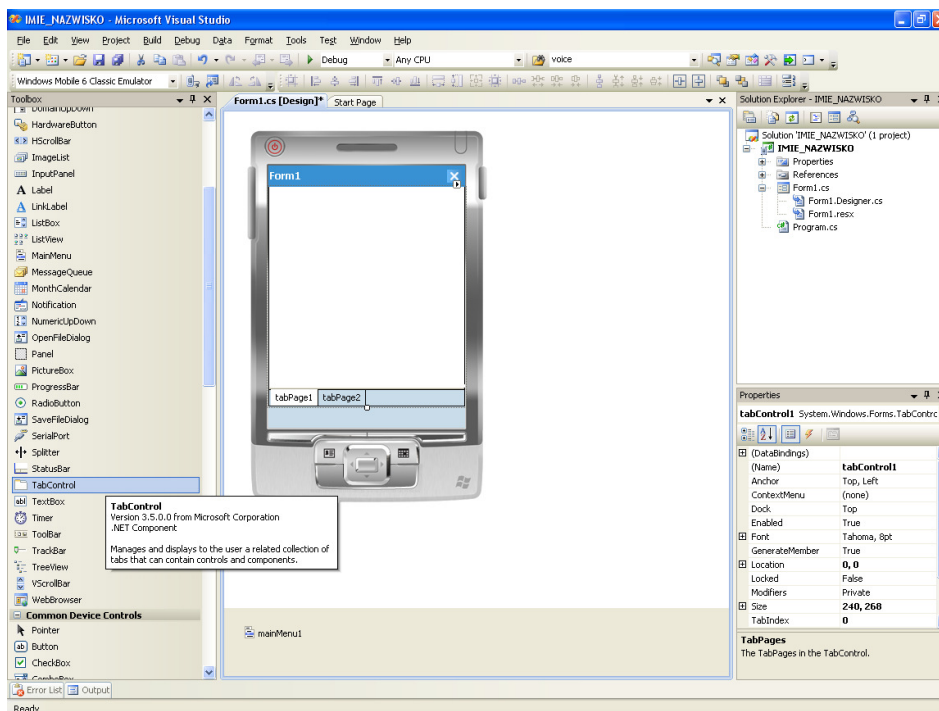 IMIE_NAZWISKO - Microsoft Visual Studio
File Edit View Project Build Debug Data Format Tools Test Window Help
Debug Any CPU voice
Windows Mobile 6 Classic Emulator
Toolbox
DomainUpDown
HardwareButton
HScrollBar
ImageList
InputPanel
Label
LinkLabel
ListBox
ListView
MainMenu
MessageQueue
MonthCalendar
Notification
NumericUpDown
OpenFileDialog
Panel
PictureBox
ProgressBar
RadioButton
SaveFileDialog
SerialPort
Splitter
StatusBar
TabControl
TextBox
Timer
ToolBar
TrackBar
TreeView
VScrollBar
WebBrowser
Common Device Controls
Pointer
Button
CheckBox
ComboBox
TabControl
Version 3.5.0.0 from Microsoft Corporation
.NET Component
Manages and displays to the user a related collection of
tabs that can contain controls and components.
Form1.cs [Design]* Start Page
Form1
tabPage1 tabPage2
mainMenu1
Solution Explorer - IMIE_NAZWISKO
Solution 'IMIE_NAZWISKO' (1 project)
IMIE_NAZWISKO
Properties
References
Form1.cs
Form1.Designer.cs
Form1.resx
Program.cs
Properties
tabControl1 System.Windows.Forms.TabContro
(DataBindings)
(Name) tabControl1
Anchor Top, Left
ContextMenu (none)
Dock Top
Enabled True
Font Tahoma, 8pt
GenerateMember True
Location 0, 0
Locked False
Modifiers Private
Size 240, 268
TabIndex 0
TabPages
The TabPages in the TabControl.
Error List Output
Ready